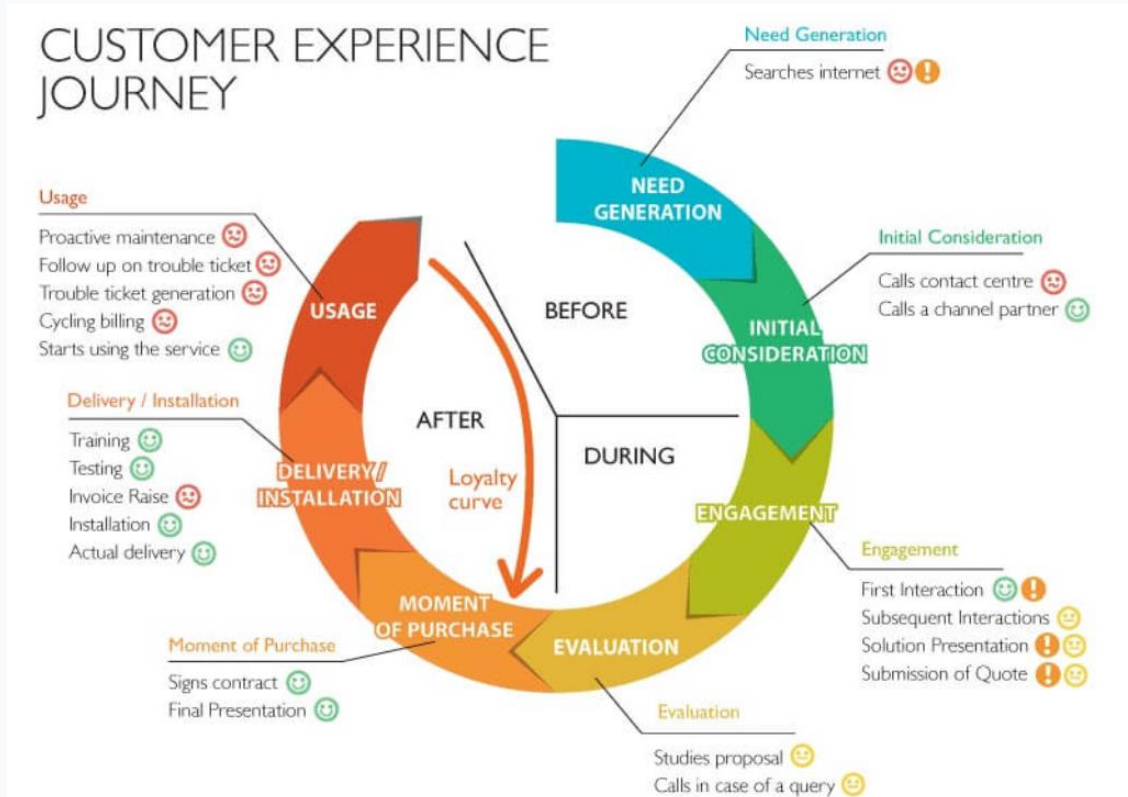 CUSTOMER EXPERIENCE
JOURNEY
Need Generation
Searches internet
NEED
GENERATION
Initial Consideration
Calls contact centre
Calls a channel partner
INITIAL
CONSIDERATION
BEFORE
DURING
AFTER
Loyalty
curve
ENGAGEMENT
Engagement
First Interaction
Subsequent Interactions
Solution Presentation
Submission of Quote
EVALUATION
Evaluation
Studies proposal
Calls in case of a query
MOMENT
OF PURCHASE
Moment of Purchase
Signs contract
Final Presentation
DELIVERY/
INSTALLATION
Delivery / Installation
Training
Testing
Invoice Raise
Installation
Actual delivery
USAGE
Usage
Proactive maintenance
Follow up on trouble ticket
Trouble ticket generation
Cycling billing
Starts using the service